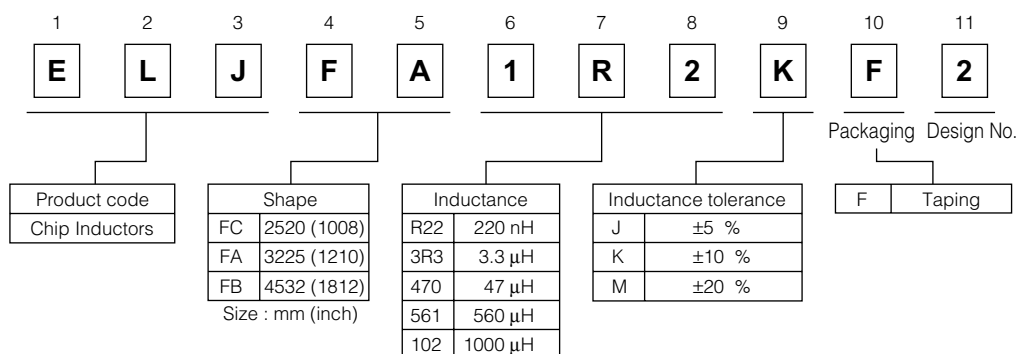 1 2 3 4 5 6 7 8 9 10 11
E L J F A 1 R 2 K F 2
Packaging Design No.
Product code
Chip Inductors
Shape
FC 2520 (1008)
FA 3225 (1210)
FB 4532 (1812)
Size : mm (inch)
Inductance
R22 220 nH
3R3 3.3 μH
470 47 μH
561 560 μH
102 1000 μH
Inductance tolerance
J ±5 %
K ±10 %
M ±20 %
F Taping